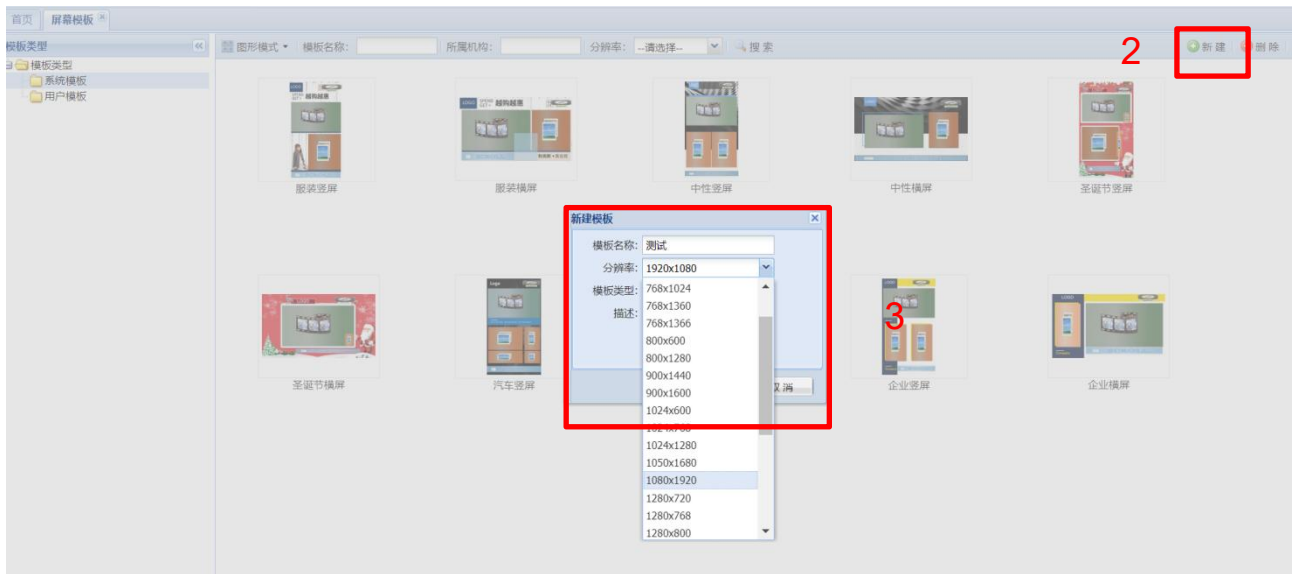 首页 屏幕模板
模板类型 图形模式 模板名称: 所属机构: 分辨率: --请选择-- 搜 索 2 新 建 删 除
模板类型
系统模板
用户模板
服装竖屏 服装横屏 中性竖屏 中性横屏 圣诞节竖屏
新建模板
模板名称: 测试
分辨率: 1920x1080
模板类型: 768x1024
描述: 768x1360
768x1366
3
800x600
800x1280
900x1440
900x1600
取 消
圣诞节横屏 汽车竖屏 企业竖屏 企业横屏
1024x600
1024x768
1024x1280
1050x1680
1080x1920
1280x720
1280x768
1280x800